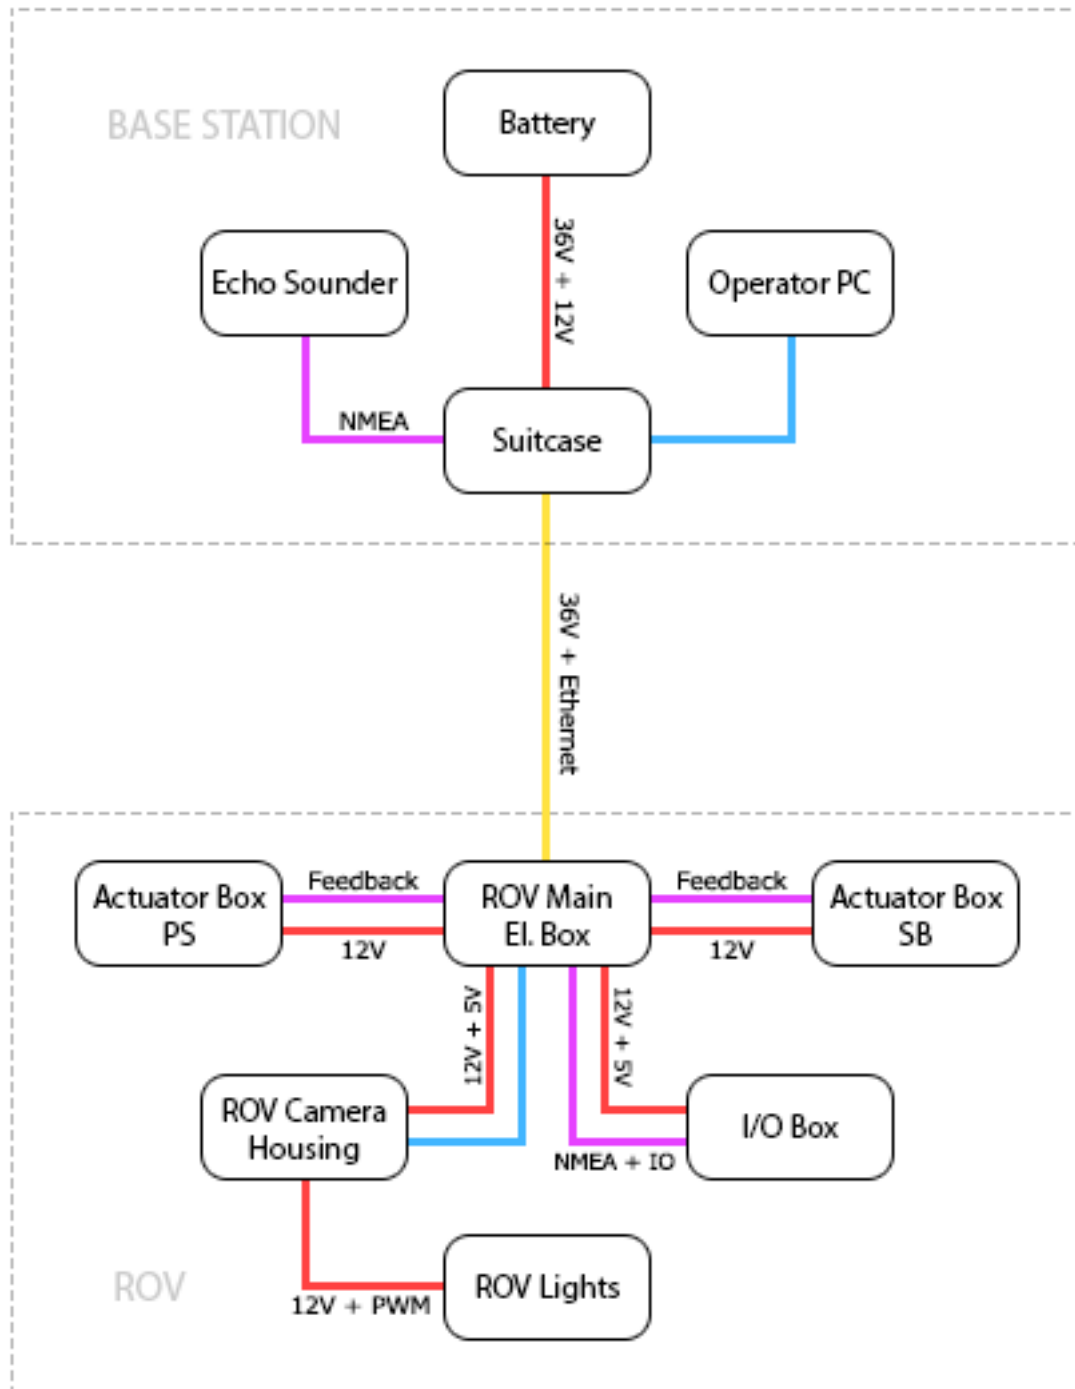 BASE STATION
Battery
36V + 12V
Echo Sounder
Operator PC
NMEA
Suitcase
36V + Ethernet
Actuator Box
PS
Feedback
12V
ROV Main
El. Box
Feedback
12V
Actuator Box
SB
12V + 5V
12V + 5V
ROV Camera
Housing
I/O Box
NMEA + IO
ROV
ROV Lights
12V + PWM